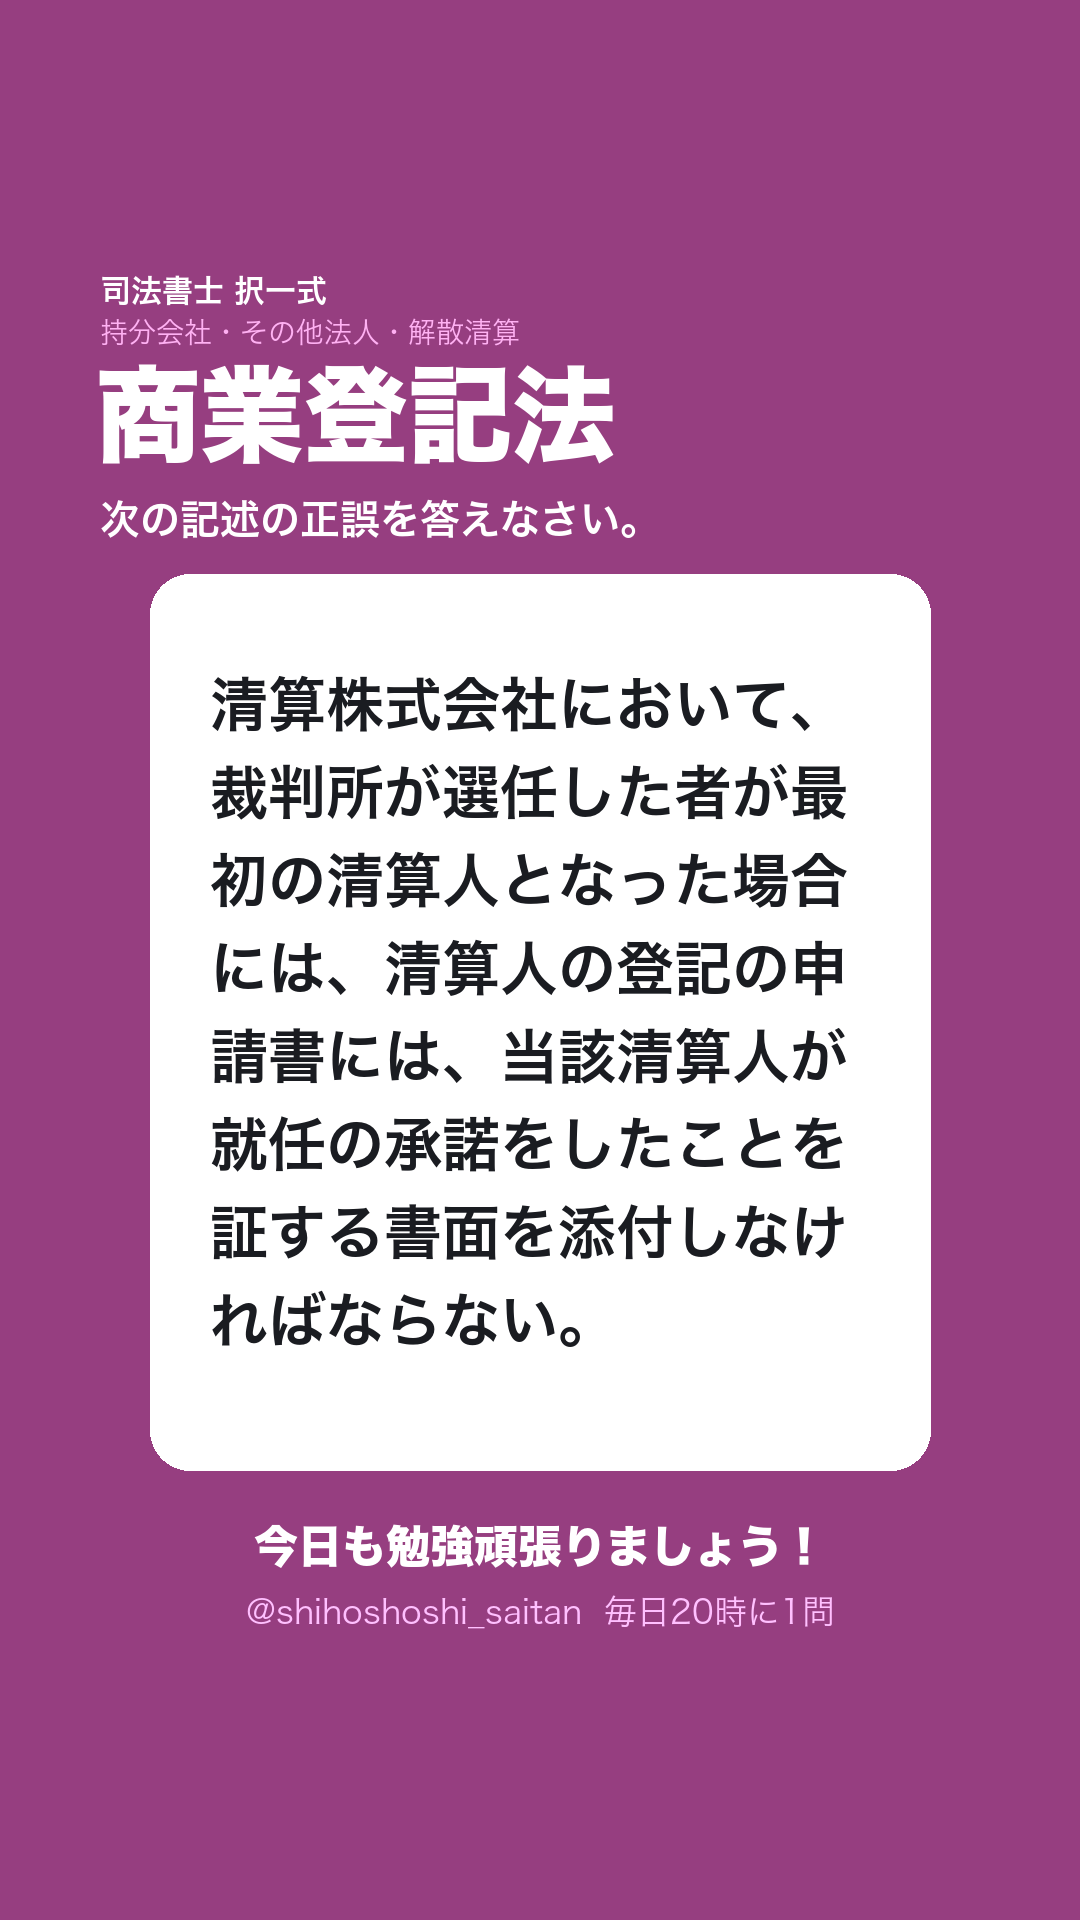 司法書士 択一式
持分会社・その他法人・解散清算
商業登記法
次の記述の正誤を答えなさい。
清算株式会社において、
裁判所が選任した者が最
初の清算人となった場合
には、清算人の登記の申
請書には、当該清算人が
就任の承諾をしたことを
証する書面を添付しなけ
ればならない。
今日も勉強頑張りましょう！
@shihoshoshi_saitan 毎日20時に1問